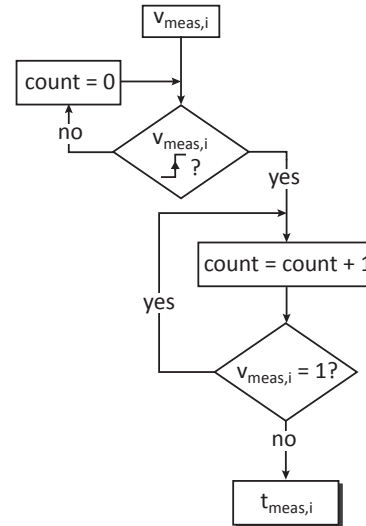 v_meas,i
count = 0
no
v_meas,i
?
yes
count = count + 1
yes
v_meas,i = 1?
no
t_meas,i